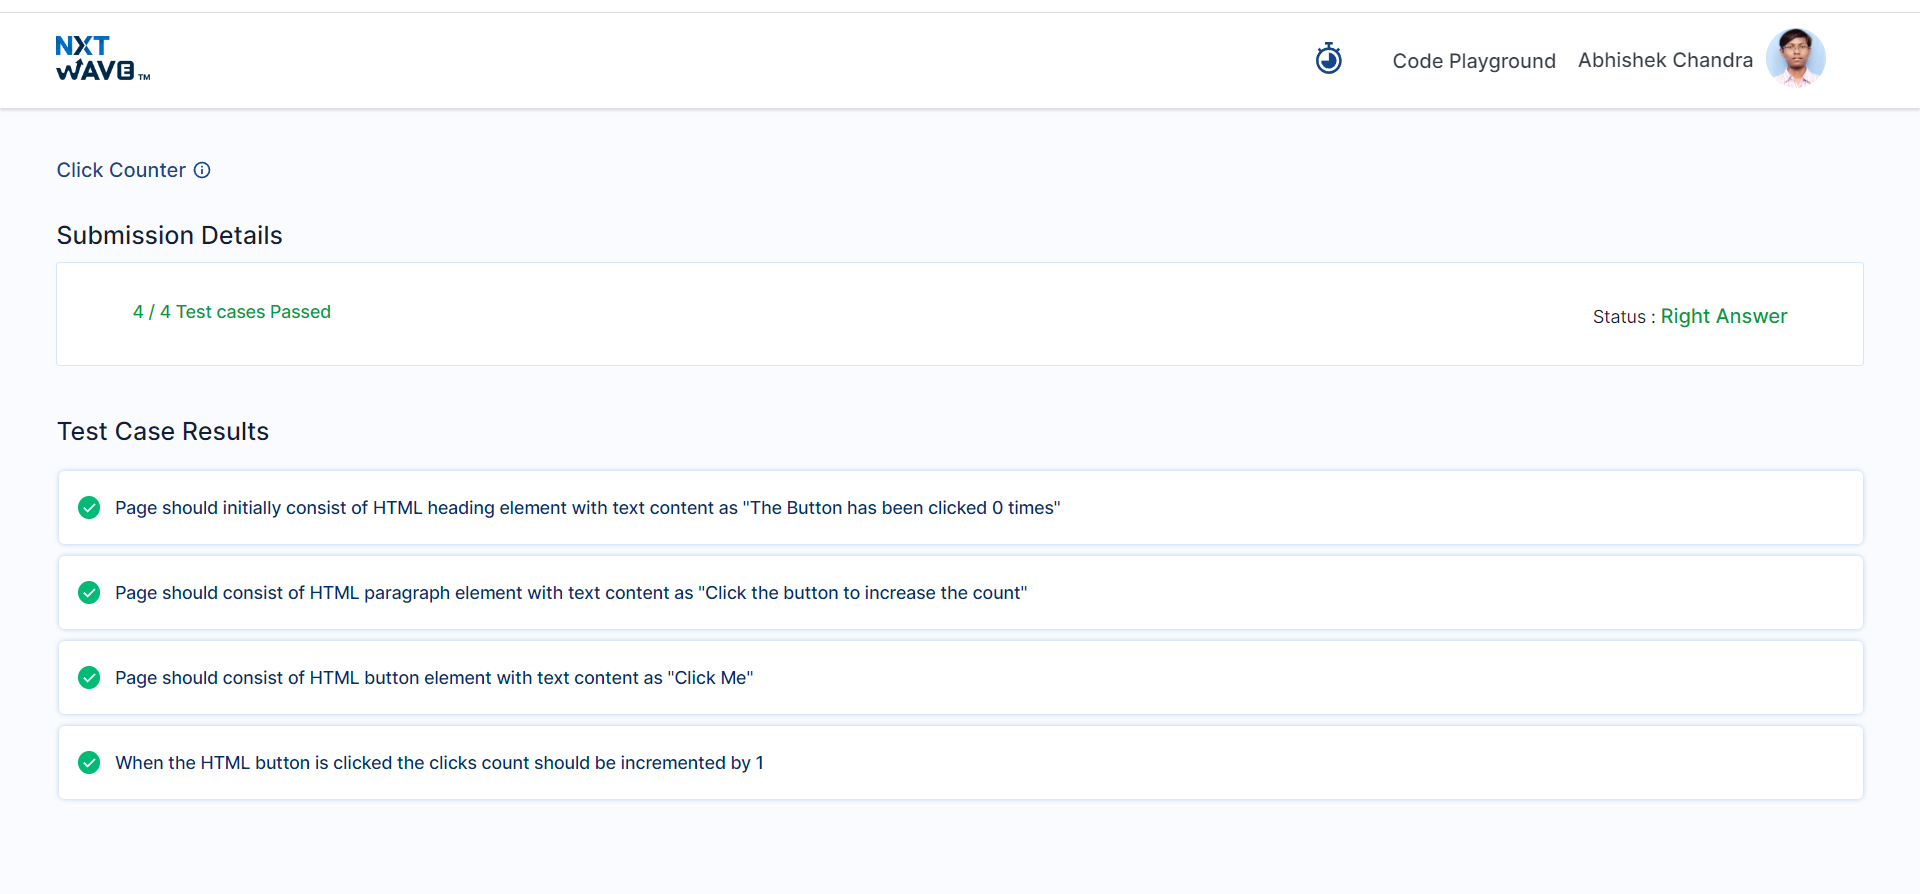 NXT
WAVE TM
Code Playground
Abhishek Chandra
Click Counter
Submission Details
4 / 4 Test cases Passed
Status : Right Answer
Test Case Results
Page should initially consist of HTML heading element with text content as "The Button has been clicked 0 times"
Page should consist of HTML paragraph element with text content as "Click the button to increase the count"
Page should consist of HTML button element with text content as "Click Me"
When the HTML button is clicked the clicks count should be incremented by 1